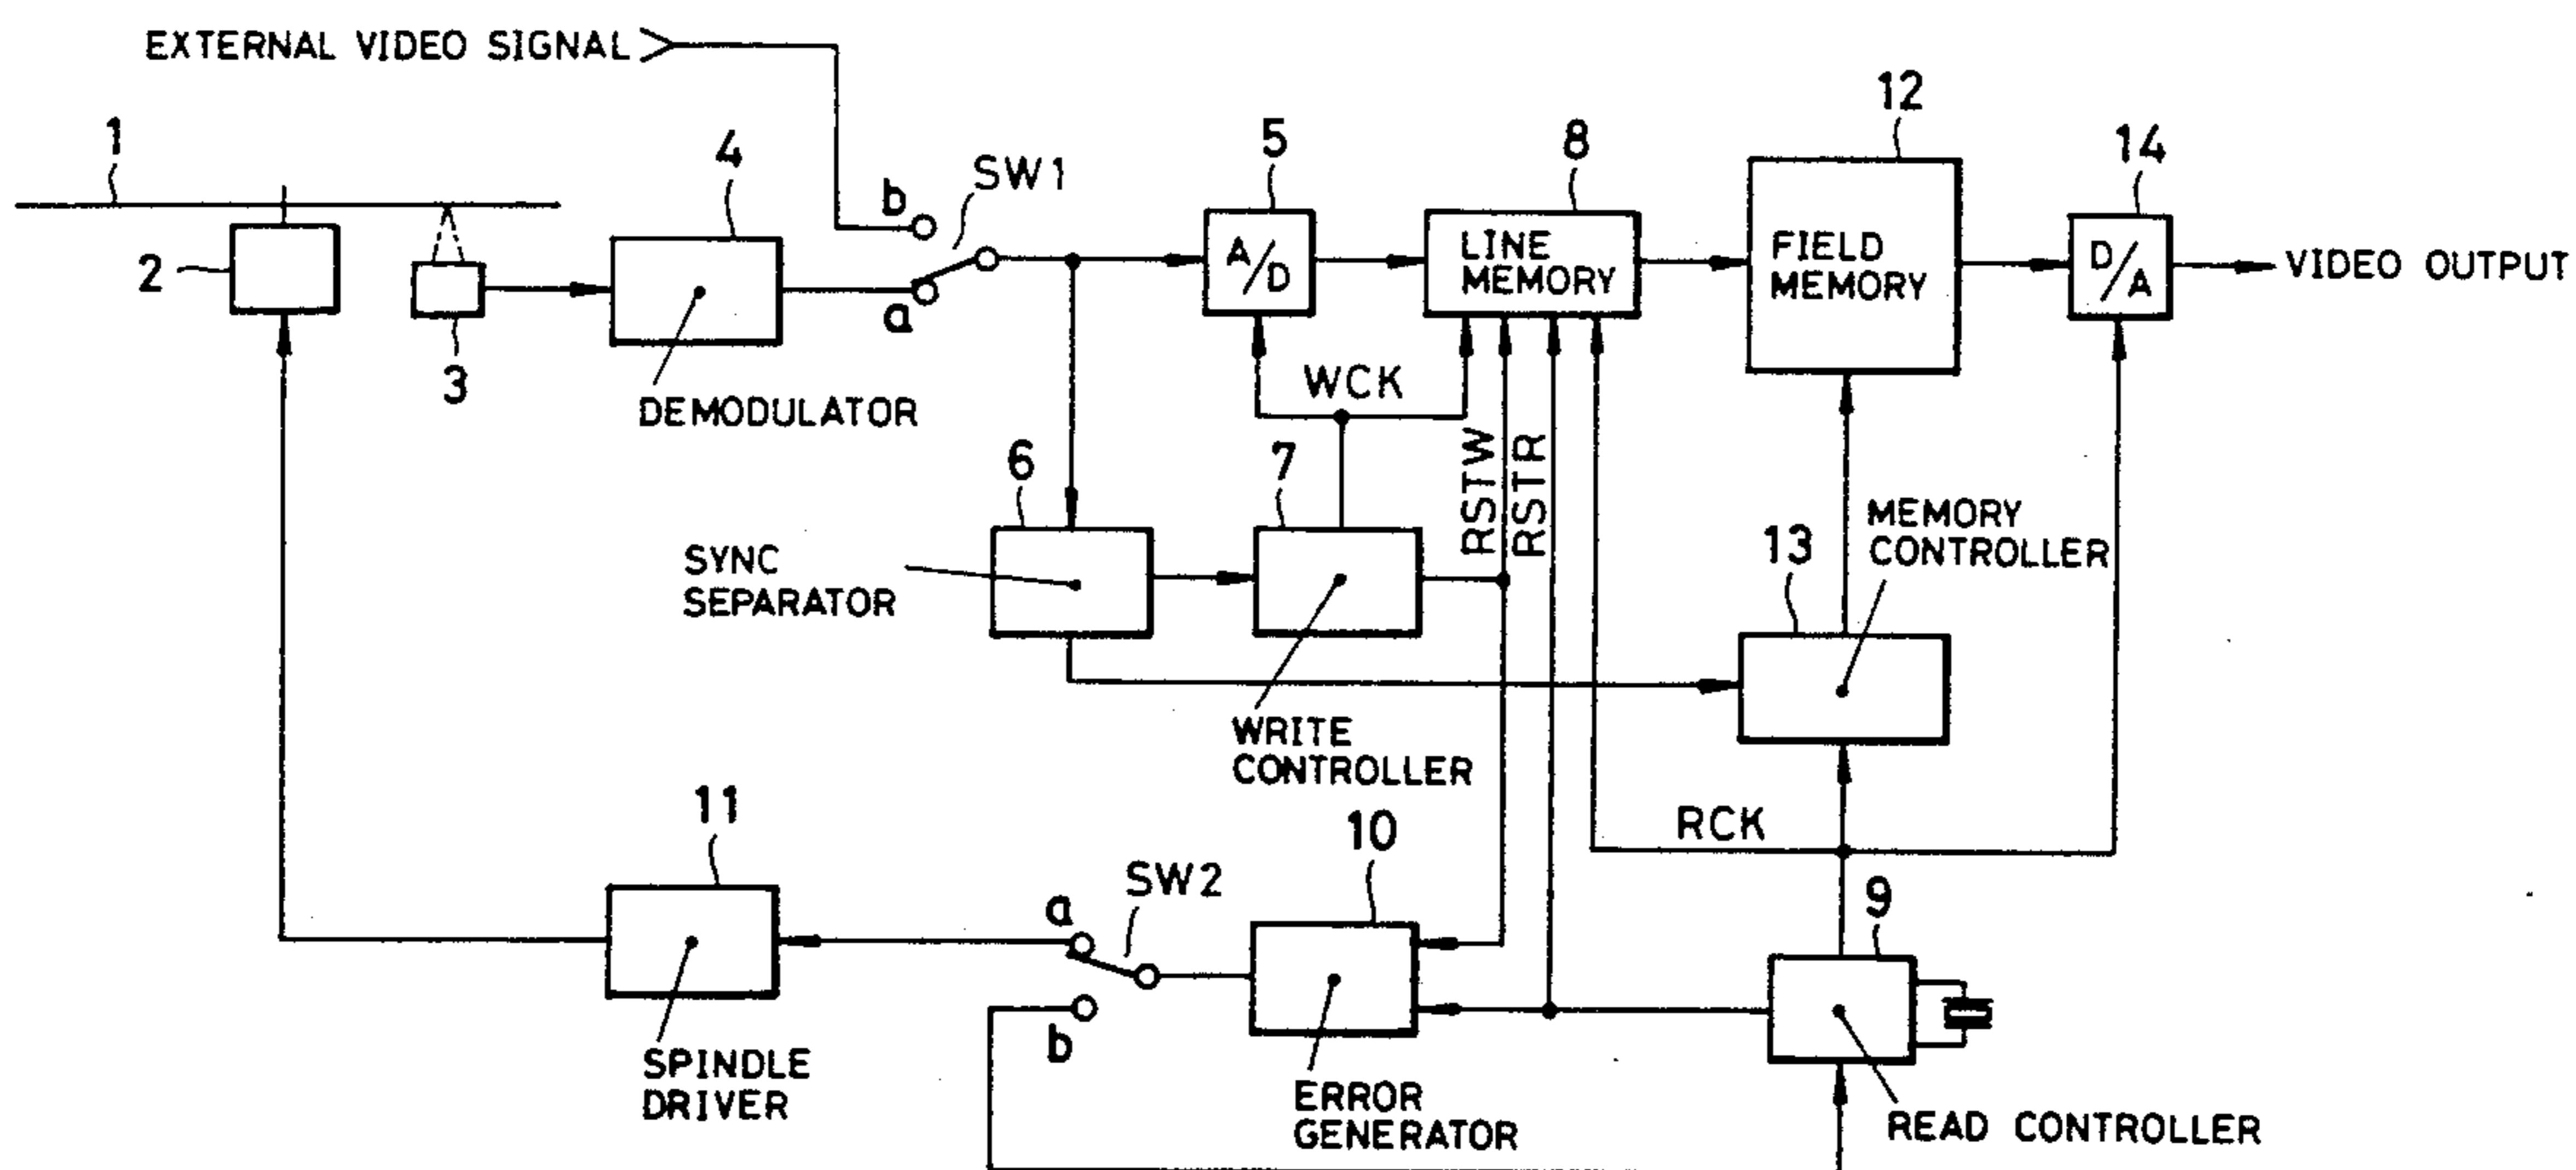 EXTERNAL VIDEO SIGNAL
12
1
4
5
8
14
SW1
b
2
A/D
LINE
MEMORY
FIELD
MEMORY
D/A
VIDEO OUTPUT
a
3
DEMODULATOR
WCK
6
7
RSTW
RSTR
MEMORY
CONTROLLER
13
SYNC
SEPARATOR
WRITE
CONTROLLER
11
10
RCK
SW2
9
a
b
SPINDLE
DRIVER
ERROR
GENERATOR
READ CONTROLLER